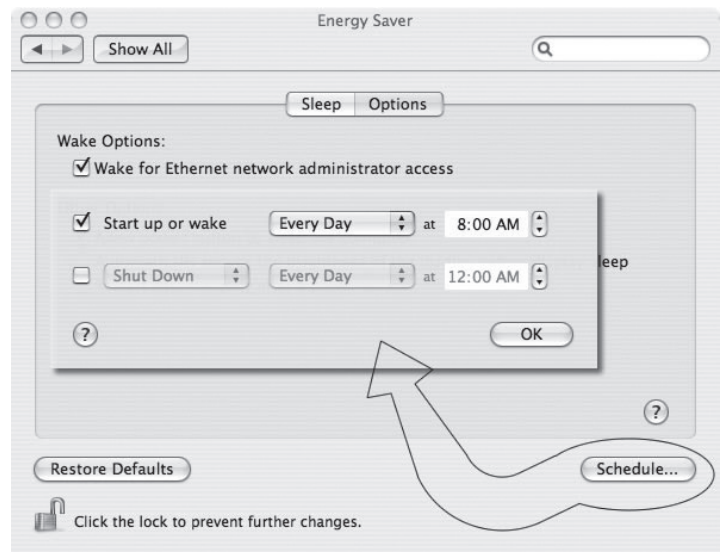 Energy Saver
Show All
Sleep Options
Wake Options:
Wake for Ethernet network administrator access
Start up or wake Every Day at 8:00 AM
leep
Shut Down Every Day at 12:00 AM
? OK
?
Restore Defaults Schedule...
Click the lock to prevent further changes.